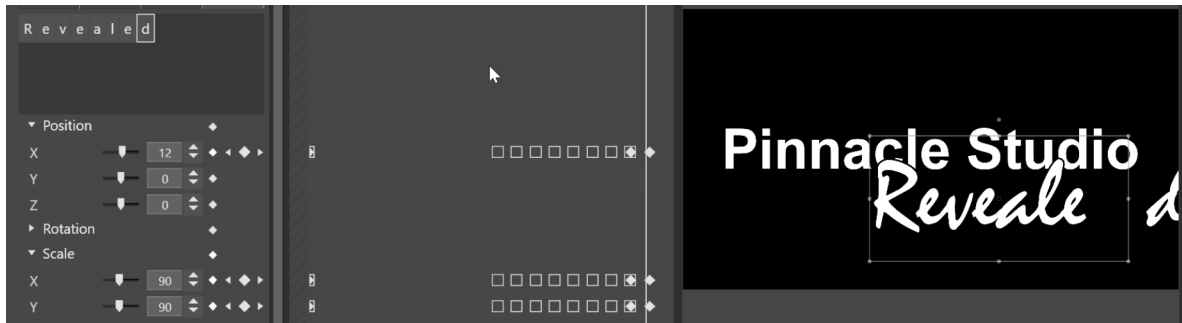 R e v e a l e d
Position
X 12
Y 0
Z 0
Rotation
Scale
X 90
Y 90
Pinnacle Studio
Reveale d